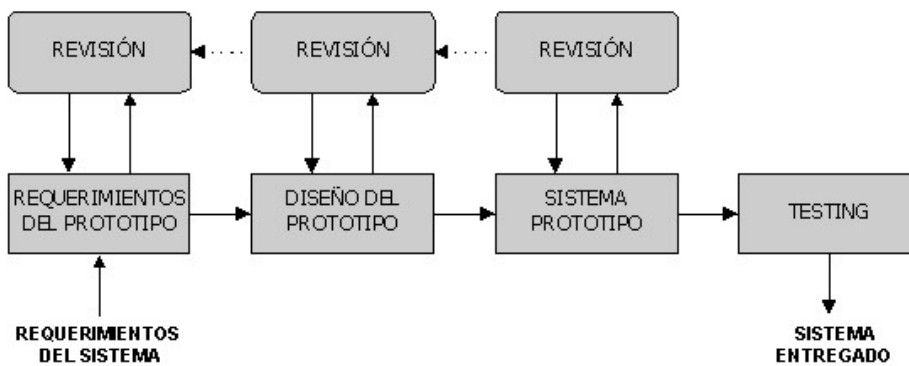 REVISIÓN
REVISIÓN
REVISIÓN
REQUERIMIENTOS
DEL PROTOTIPO
DISEÑO DEL
PROTOTIPO
SISTEMA
PROTOTIPO
TESTING
REQUERIMIENTOS
DEL SISTEMA
SISTEMA
ENTREGADO